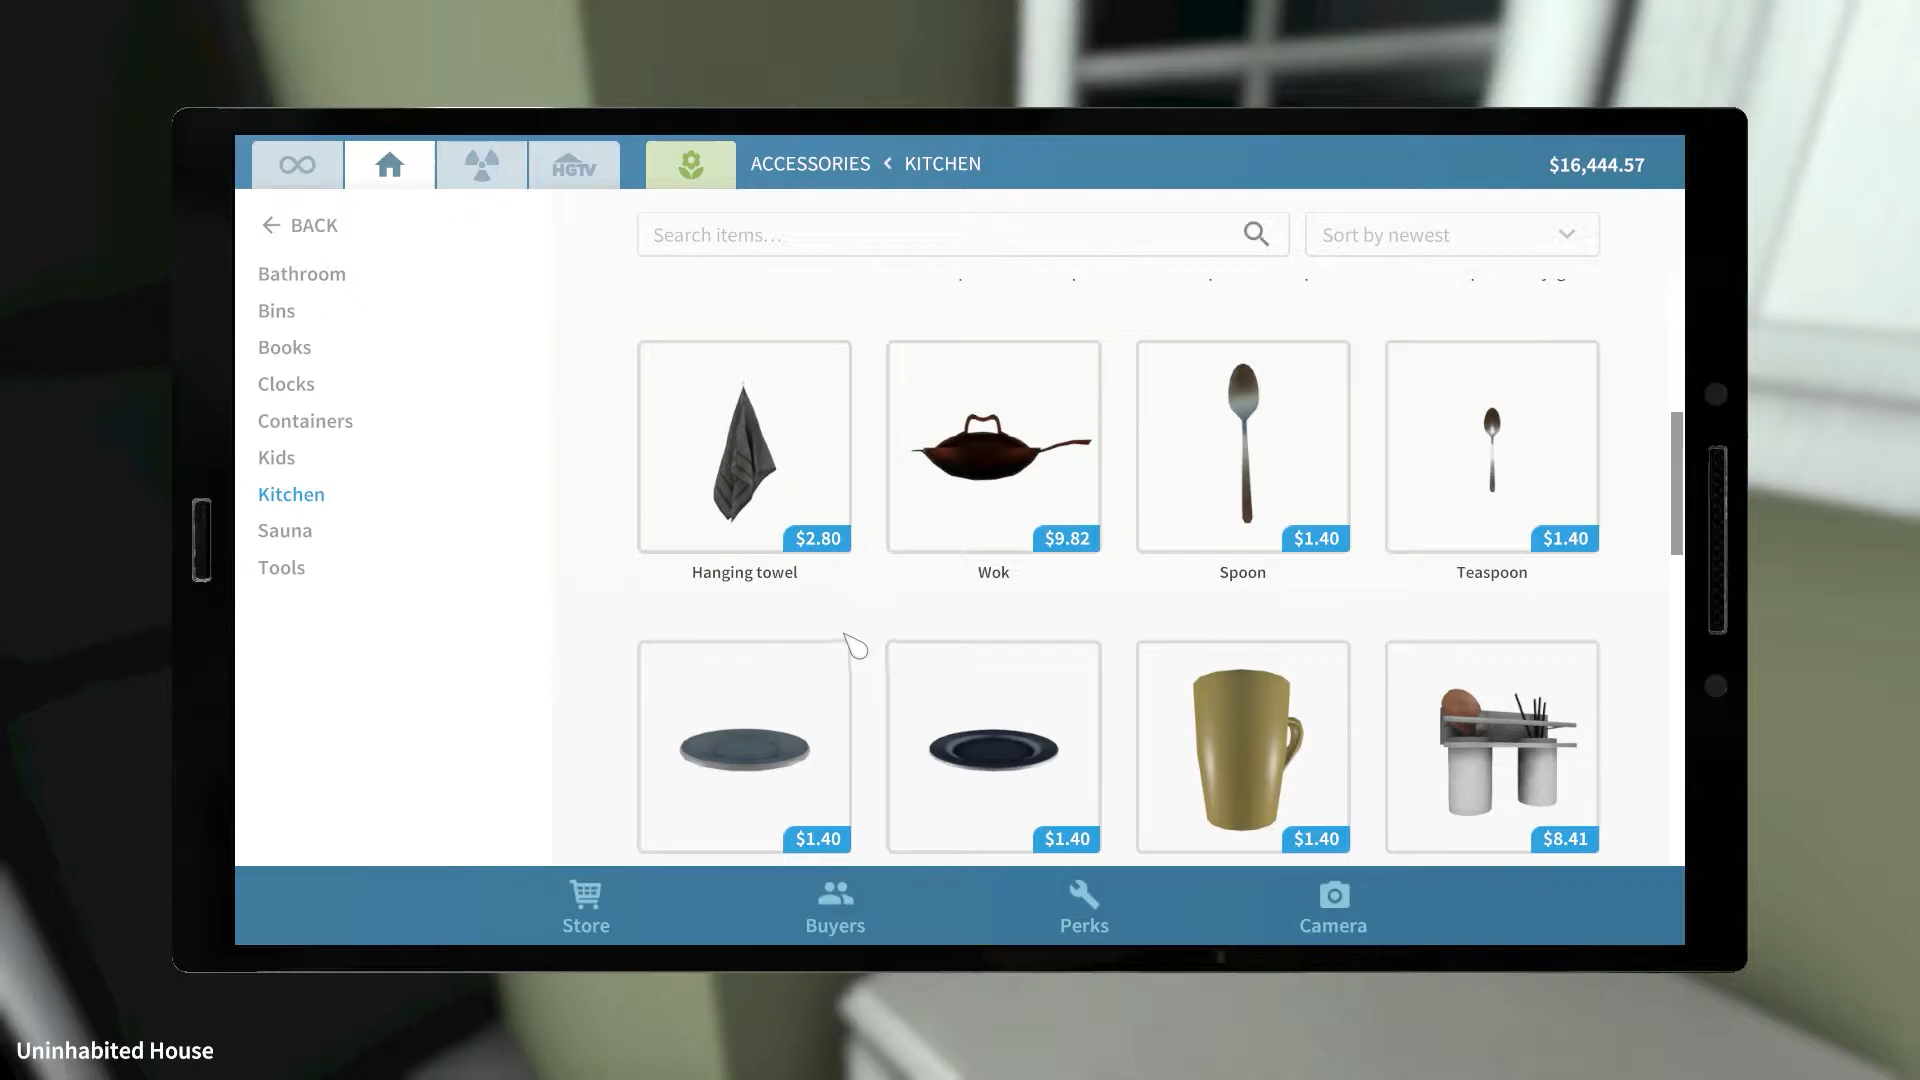 HGTV
ACCESSORIES < KITCHEN
$16,444.57
BACK
Search items...
Sort by newest
Bathroom
Bins
Books
Clocks
Containers
Kids
Kitchen
Sauna
Tools
$2.80
$9.82
$1.40
$1.40
Hanging towel
Wok
Spoon
Teaspoon
$1.40
$1.40
$1.40
$8.41
Store
Buyers
Perks
Camera
Uninhabited House